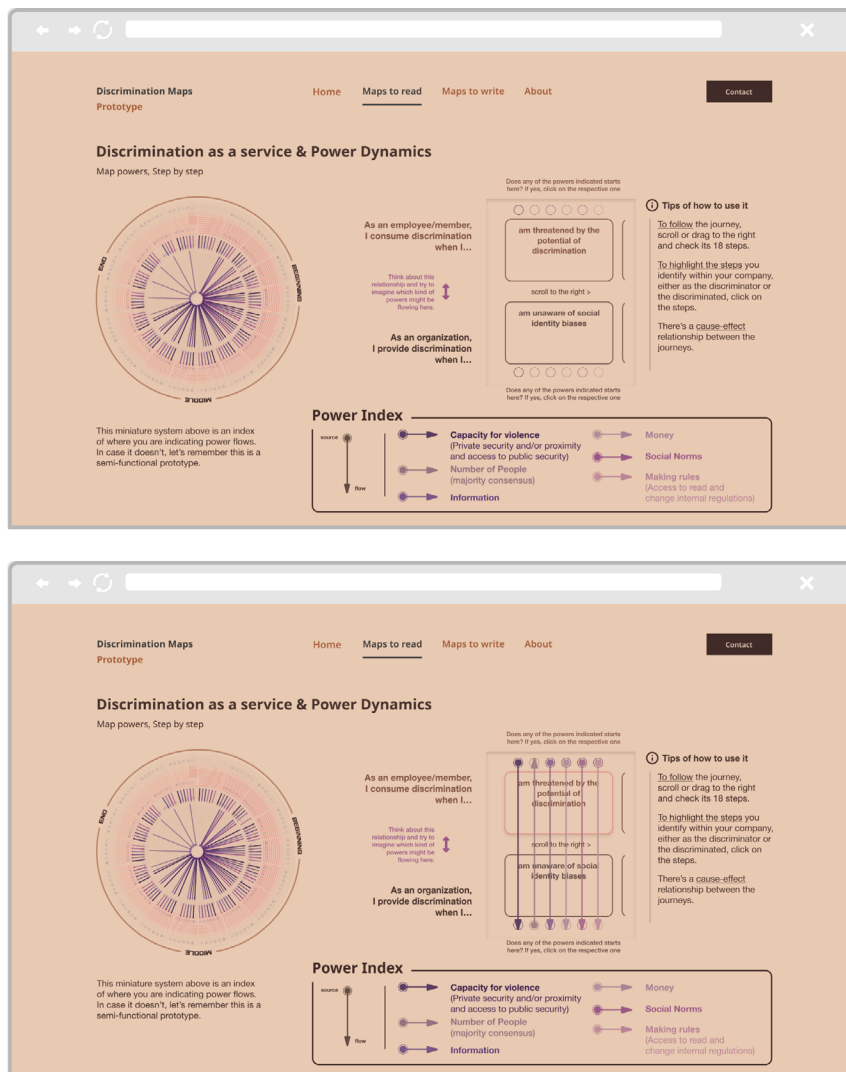 Discrimination Maps
Prototype
Home
Maps to read
Maps to write
About
Contact
Discrimination as a service & Power Dynamics
Map powers, Step by step
BEGINNING
MIDDLE
END
This miniature system above is an index
of where you are indicating power flows.
In case it doesn't, let's remember this is a
semi-functional prototype.
As an employee/member,
I consume discrimination
when I...
Think about this
relationship and try to
imagine which kind of
powers might be
flowing here.
As an organization,
I provide discrimination
when I...
Does any of the powers indicated starts
here? If yes, click on the respective one
am threatened by the
potential of
discrimination
scroll to the right >
am unaware of social
identity biases
Does any of the powers indicated starts
here? If yes, click on the respective one
Tips of how to use it
To follow the journey,
scroll or drag to the right
and check its 18 steps.
To highlight the steps you
identify within your company,
either as the discriminator or
the discriminated, click on
the steps.
There's a cause-effect
relationship between the
journeys.
Power Index
source
flow
Capacity for violence
(Private security and/or proximity
and access to public security)
Number of People
(majority consensus)
Information
Money
Social Norms
Making rules
(Access to read and
change internal regulations)
Discrimination Maps
Prototype
Home
Maps to read
Maps to write
About
Contact
Discrimination as a service & Power Dynamics
Map powers, Step by step
BEGINNING
MIDDLE
END
This miniature system above is an index
of where you are indicating power flows.
In case it doesn't, let's remember this is a
semi-functional prototype.
As an employee/member,
I consume discrimination
when I...
Think about this
relationship and try to
imagine which kind of
powers might be
flowing here.
As an organization,
I provide discrimination
when I...
Does any of the powers indicated starts
here? If yes, click on the respective one
am threatened by the
potential of
discrimination
scroll to the right >
am unaware of social
identity biases
Does any of the powers indicated starts
here? If yes, click on the respective one
Tips of how to use it
To follow the journey,
scroll or drag to the right
and check its 18 steps.
To highlight the steps you
identify within your company,
either as the discriminator or
the discriminated, click on
the steps.
There's a cause-effect
relationship between the
journeys.
Power Index
source
flow
Capacity for violence
(Private security and/or proximity
and access to public security)
Number of People
(majority consensus)
Information
Money
Social Norms
Making rules
(Access to read and
change internal regulations)